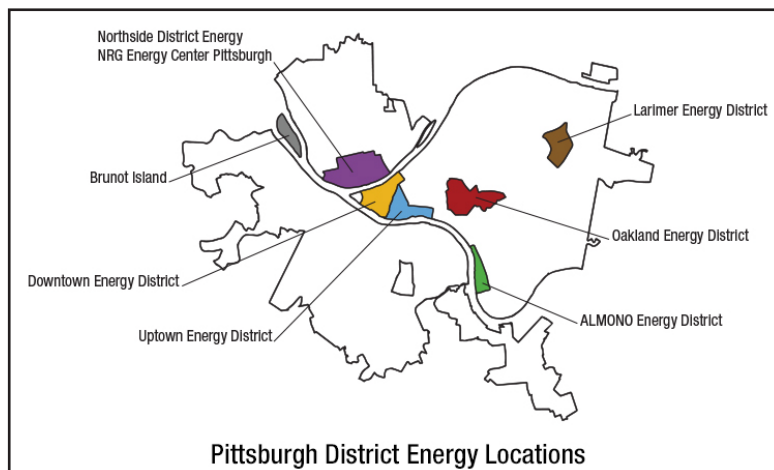 Northside District Energy
NRG Energy Center Pittsburgh
Larimer Energy District
Brunot Island
Oakland Energy District
Downtown Energy District
ALMONO Energy District
Uptown Energy District
Pittsburgh District Energy Locations